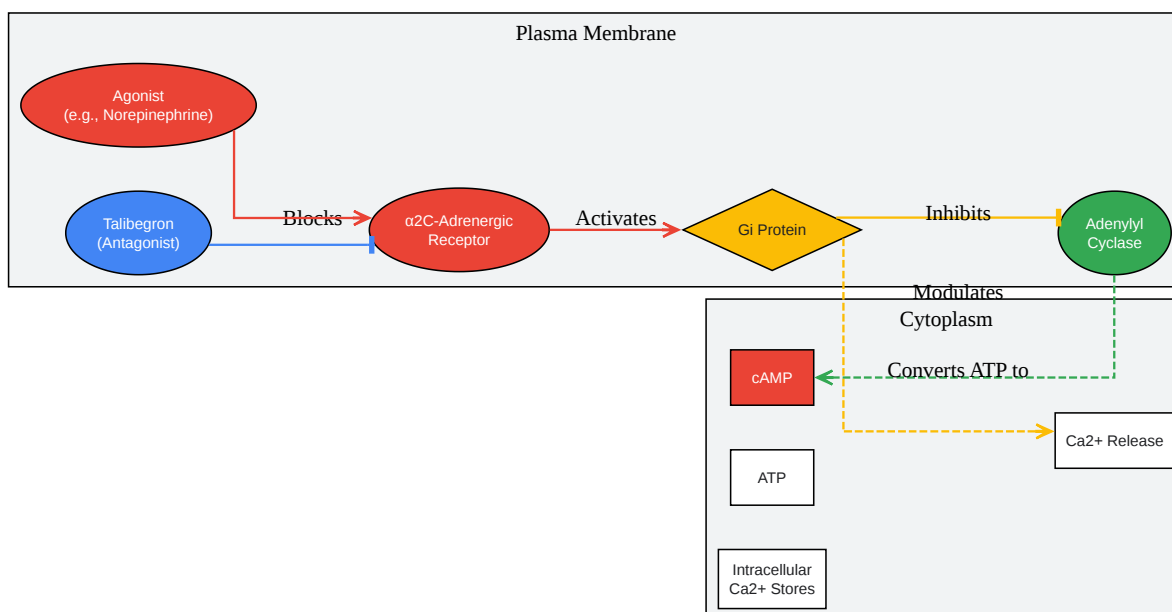 Plasma Membrane
Agonist
(e.g., Norepinephrine)
Talibegron
(Antagonist)
Blocks
α2C-Adrenergic
Receptor
Activates
Gi Protein
Inhibits
Adenylyl
Cyclase
Modulates
Cytoplasm
cAMP
Converts ATP to
Ca2+ Release
ATP
Intracellular
Ca2+ Stores